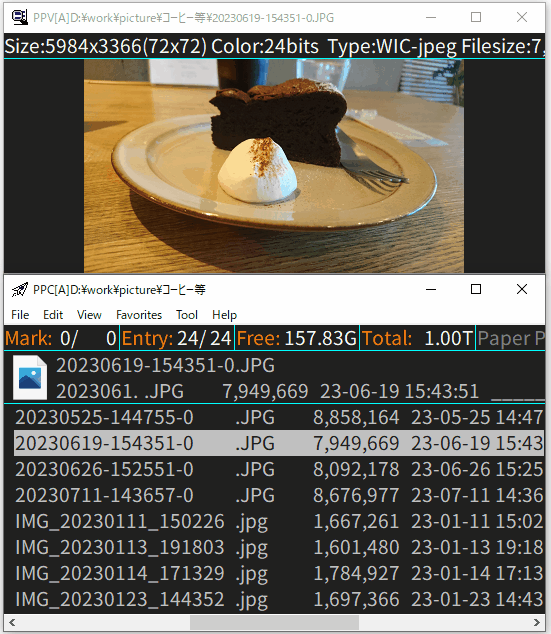 PPV[A]D:¥work¥picture¥ｺｰﾋｰ等¥20230619-154351-0.JPG
Size:5984x3366(72x72) Color:24bits Type:WIC-jpeg Filesize:7,
PPC[A]D:¥work¥picture¥ｺｰﾋｰ等
File Edit View Favorites Tool Help
Mark: 0/ 0 Entry: 24/ 24 Free: 157.83G Total: 1.00T Paper P
20230619-154351-0.JPG
2023061. .JPG 7,949,669 23-06-19 15:43:51 _____
20230525-144755-0 .JPG 8,858,164 23-05-25 14:47
20230619-154351-0 .JPG 7,949,669 23-06-19 15:43
20230626-152551-0 .JPG 8,092,178 23-06-26 15:25
20230711-143657-0 .JPG 8,676,977 23-07-11 14:36
IMG_20230111_150226 .jpg 1,667,261 23-01-11 15:02
IMG_20230113_191803 .jpg 1,601,480 23-01-13 19:18
IMG_20230114_171329 .jpg 1,784,927 23-01-14 17:13
IMG_20230123_144352 .jpg 1,697,366 23-01-23 14:43